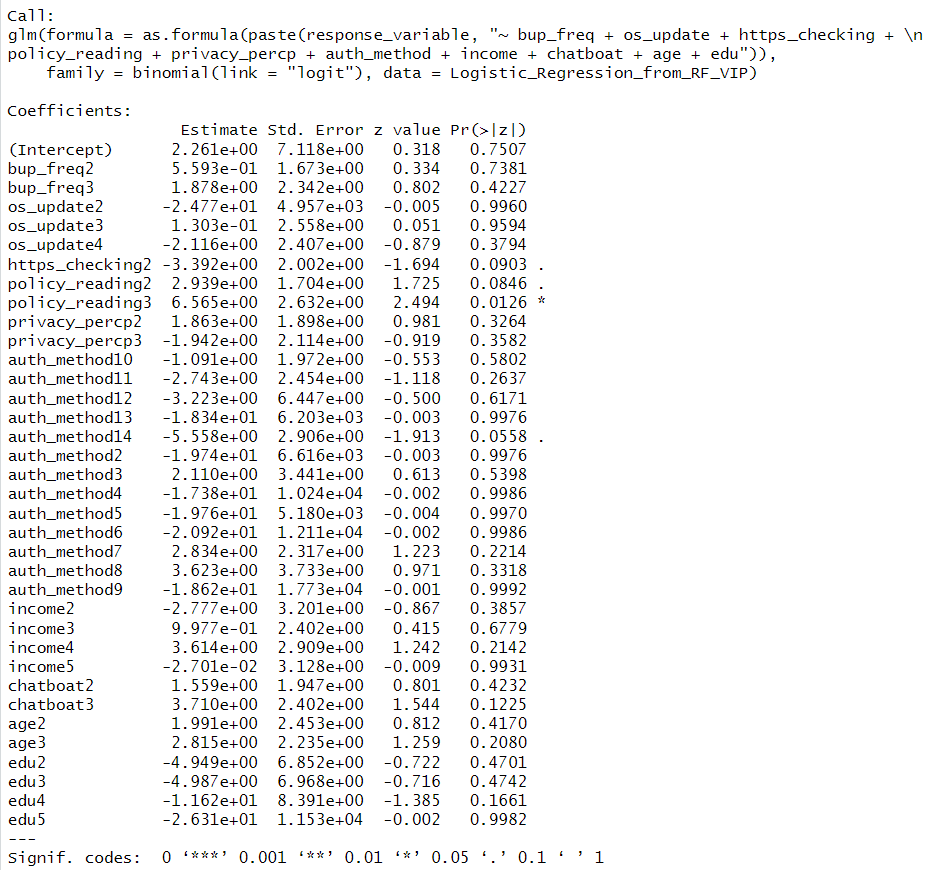 Call:
glm(formula = as.formula(paste(response_variable, "~ bup_freq + os_update + https_checking + \n
policy_reading + privacy_percp + auth_method + income + chatboat + age + edu")),
    family = binomial(link = "logit"), data = Logistic_Regression_from_RF_VIP)

Coefficients:
                  Estimate Std. Error z value Pr(>|z|)
(Intercept)      2.261e+00  7.118e+00   0.318   0.7507
bup_freq2        5.593e-01  1.673e+00   0.334   0.7381
bup_freq3        1.878e+00  2.342e+00   0.802   0.4227
os_update2      -2.477e+01  4.957e+03  -0.005   0.9960
os_update3       1.303e-01  2.558e+00   0.051   0.9594
os_update4      -2.116e+00  2.407e+00  -0.879   0.3794
https_checking2 -3.392e+00  2.002e+00  -1.694   0.0903 .
policy_reading2  2.939e+00  1.704e+00   1.725   0.0846 .
policy_reading3  6.565e+00  2.632e+00   2.494   0.0126 *
privacy_percp2   1.863e+00  1.898e+00   0.981   0.3264
privacy_percp3  -1.942e+00  2.114e+00  -0.919   0.3582
auth_method10   -1.091e+00  1.972e+00  -0.553   0.5802
auth_method11   -2.743e+00  2.454e+00  -1.118   0.2637
auth_method12   -3.223e+00  6.447e+00  -0.500   0.6171
auth_method13   -1.834e+01  6.203e+03  -0.003   0.9976
auth_method14   -5.558e+00  2.906e+00  -1.913   0.0558 .
auth_method2    -1.974e+01  6.616e+03  -0.003   0.9976
auth_method3     2.110e+00  3.441e+00   0.613   0.5398
auth_method4    -1.738e+01  1.024e+04  -0.002   0.9986
auth_method5    -1.976e+01  5.180e+03  -0.004   0.9970
auth_method6    -2.092e+01  1.211e+04  -0.002   0.9986
auth_method7     2.834e+00  2.317e+00   1.223   0.2214
auth_method8     3.623e+00  3.733e+00   0.971   0.3318
auth_method9    -1.862e+01  1.773e+04  -0.001   0.9992
income2         -2.777e+00  3.201e+00  -0.867   0.3857
income3          9.977e-01  2.402e+00   0.415   0.6779
income4          3.614e+00  2.909e+00   1.242   0.2142
income5         -2.701e-02  3.128e+00  -0.009   0.9931
chatboat2        1.559e+00  1.947e+00   0.801   0.4232
chatboat3        3.710e+00  2.402e+00   1.544   0.1225
age2             1.991e+00  2.453e+00   0.812   0.4170
age3             2.815e+00  2.235e+00   1.259   0.2080
edu2            -4.949e+00  6.852e+00  -0.722   0.4701
edu3            -4.987e+00  6.968e+00  -0.716   0.4742
edu4            -1.162e+01  8.391e+00  -1.385   0.1661
edu5            -2.631e+01  1.153e+04  -0.002   0.9982
---
Signif. codes:  0 ‘***’ 0.001 ‘**’ 0.01 ‘*’ 0.05 ‘.’ 0.1 ‘ ’ 1